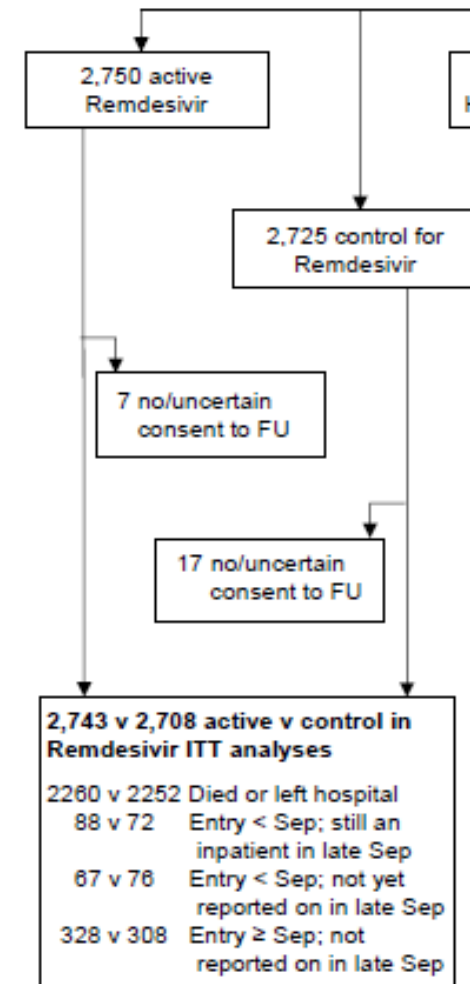 2,750 active
Remdesivir
2,725 control for
Remdesivir
7 no/uncertain
consent to FU
17 no/uncertain
consent to FU
2,743 v 2,708 active v control in
Remdesivir ITT analyses
2260 v 2252 Died or left hospital
88 v 72 Entry < Sep; still an
inpatient in late Sep
67 v 76 Entry < Sep; not yet
reported on in late Sep
328 v 308 Entry ≥ Sep; not
reported on in late Sep